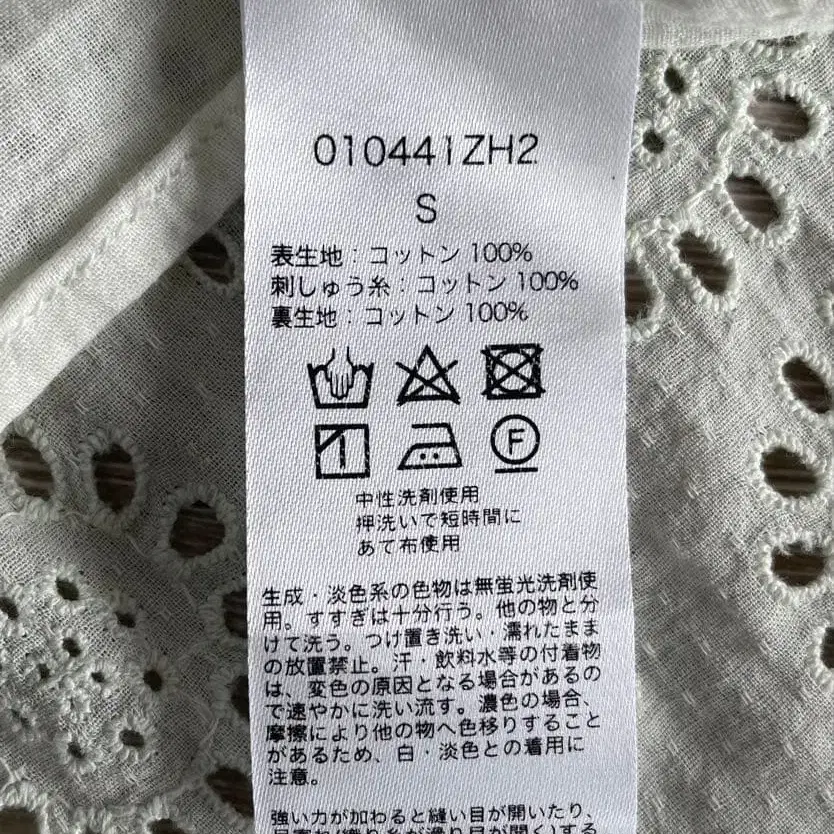 010441ZH2
S
表生地：コットン 100%
刺しゅう糸：コットン 100%
裏生地：コットン 100%
F
中性洗剤使用
押洗いで短時間に
あて布使用
生成・淡色系の色物は無蛍光洗剤使
用。すすぎは十分行う。他の物と分
けて洗う。つけ置き洗い・濡れたまま
の放置禁止。汗・飲料水等の付着物
は、変色の原因となる場合があるの
で速やかに洗い流す。濃色の場合、
摩擦により他の物へ色移りすること
があるため、白・淡色との着用に
注意。
強い力が加わると縫い目が開いたり、